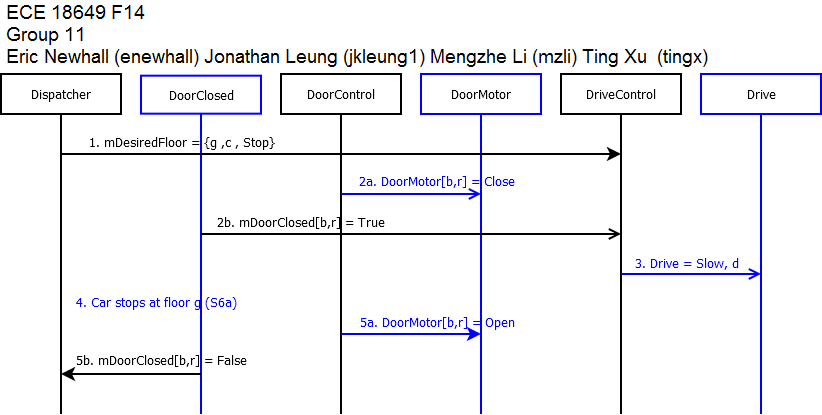 ECE 18649 F14
Group 11
Eric Newhall (enewhall) Jonathan Leung (jkleung1) Mengzhe Li (mzli) Ting Xu  (tingx)
Dispatcher DoorClosed DoorControl DoorMotor DriveControl Drive
1. mDesiredFloor = {g ,c , Stop}
2a. DoorMotor[b,r] = Close
2b. mDoorClosed[b,r] = True
3. Drive = Slow, d
4. Car stops at floor g (S6a)
5a. DoorMotor[b,r] = Open
5b. mDoorClosed[b,r] = False